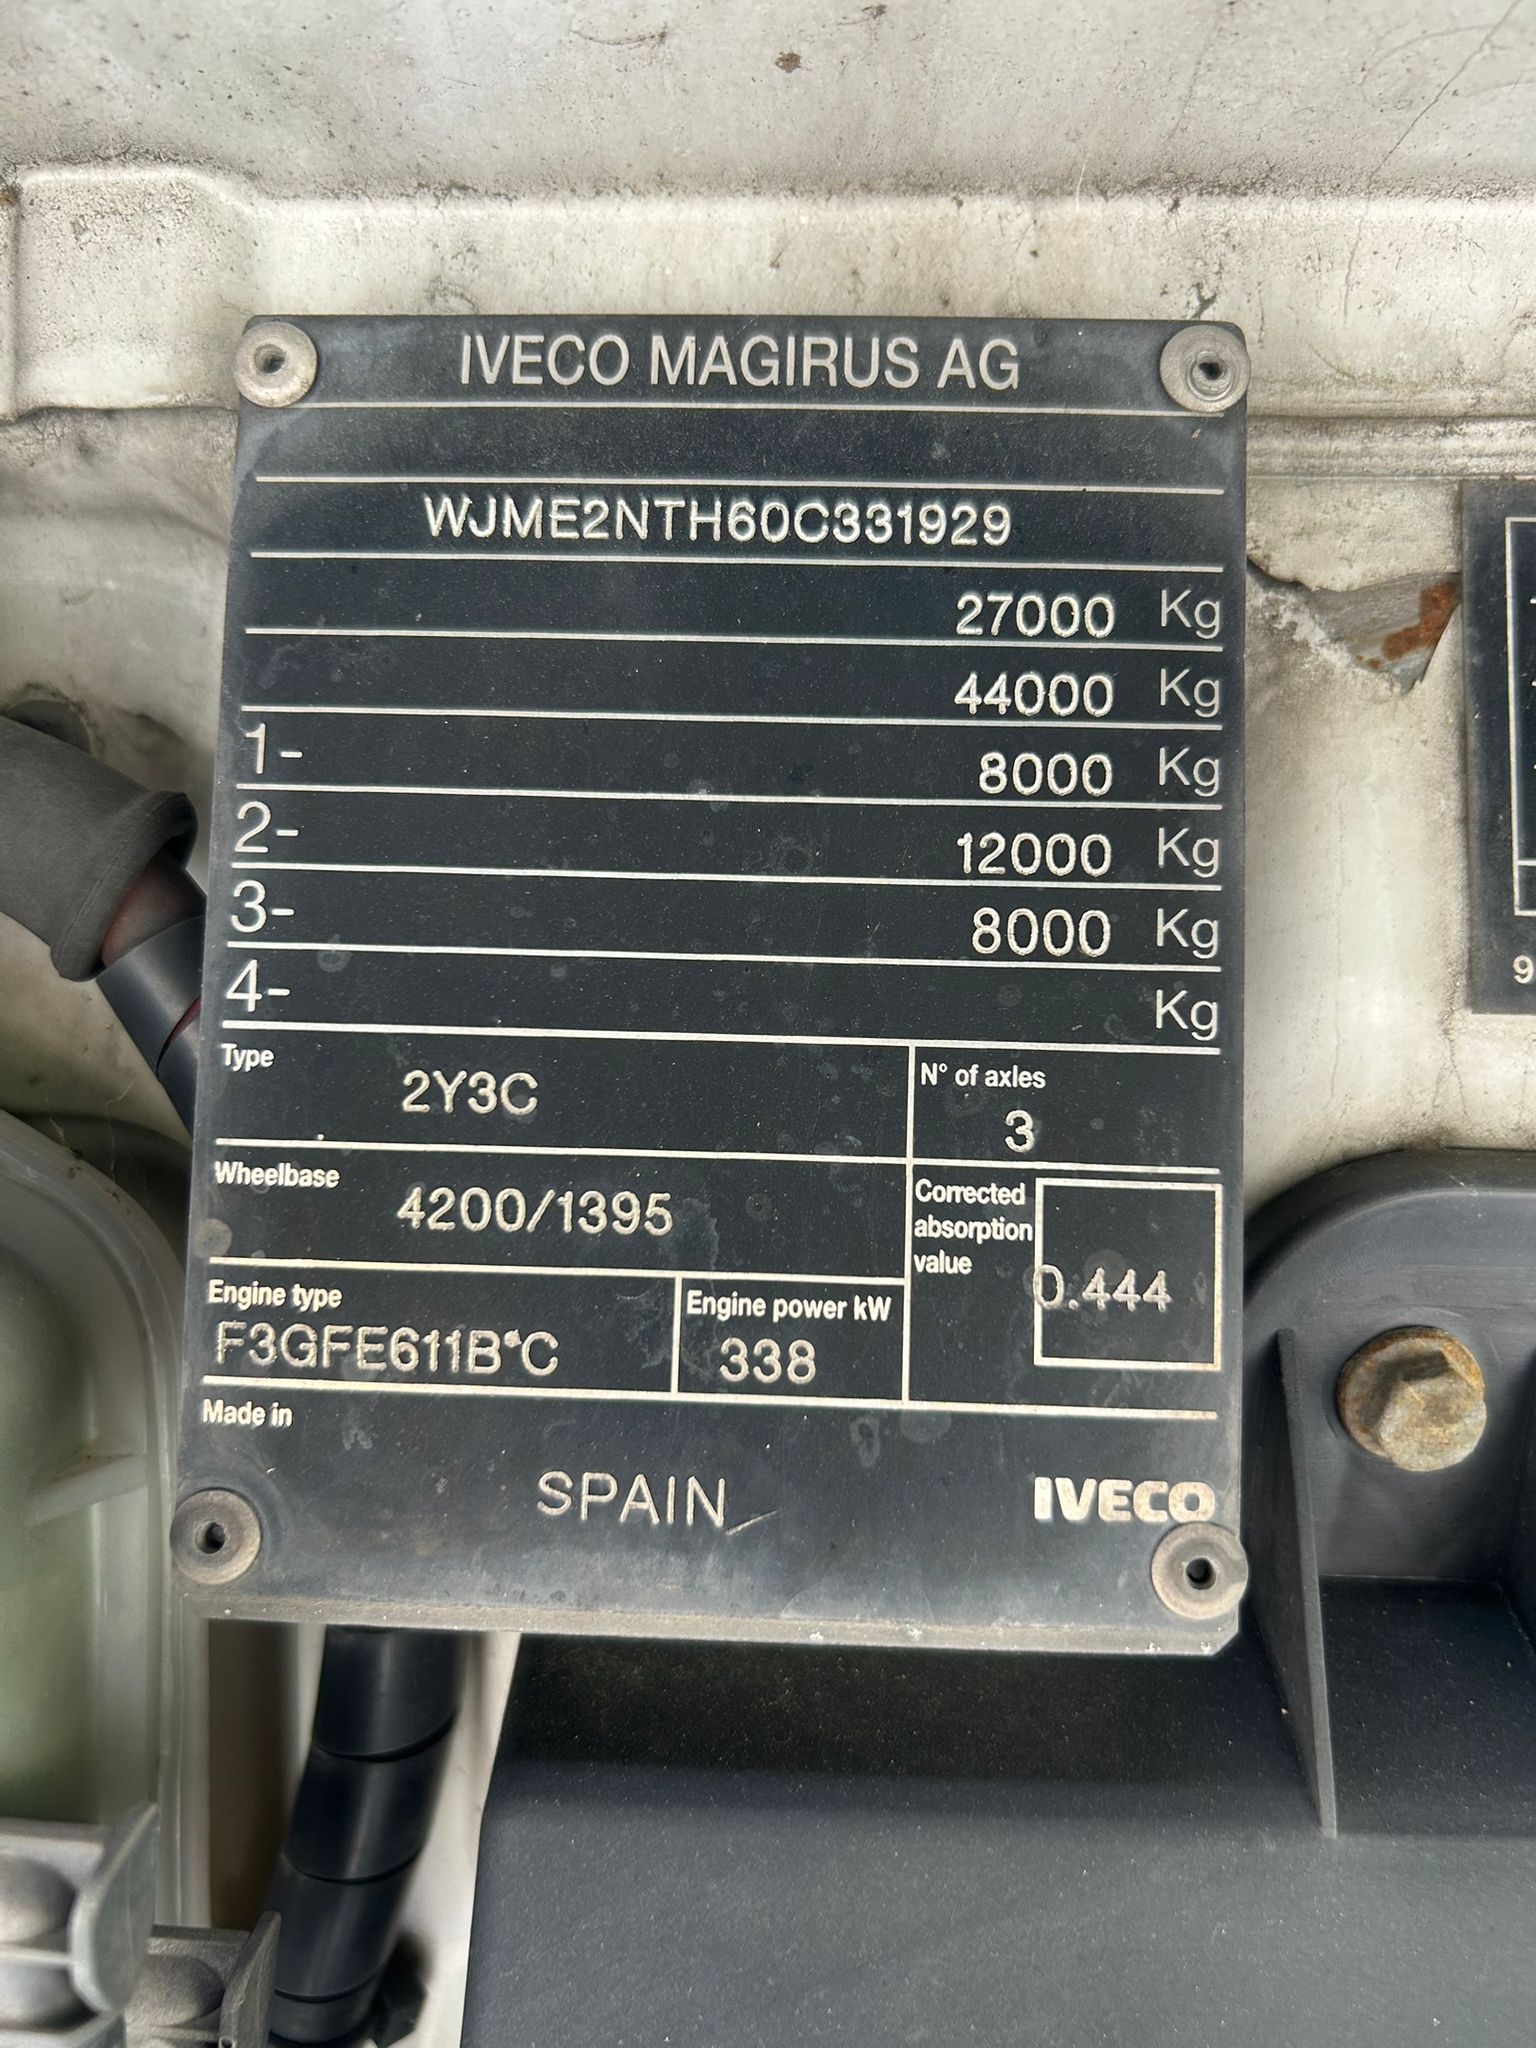 IVECO MAGIRUS AG
WJME2NTH60C331929
27000 Kg
44000 Kg
1- 8000 Kg
2- 12000 Kg
3- 8000 Kg
4- Kg
Type
2Y3C
N° of axles
3
Wheelbase
4200/1395
Corrected
absorption
value
0.444
Engine type
F3GFE611B*C
Engine power kW
338
Made in
SPAIN
IVECO
9